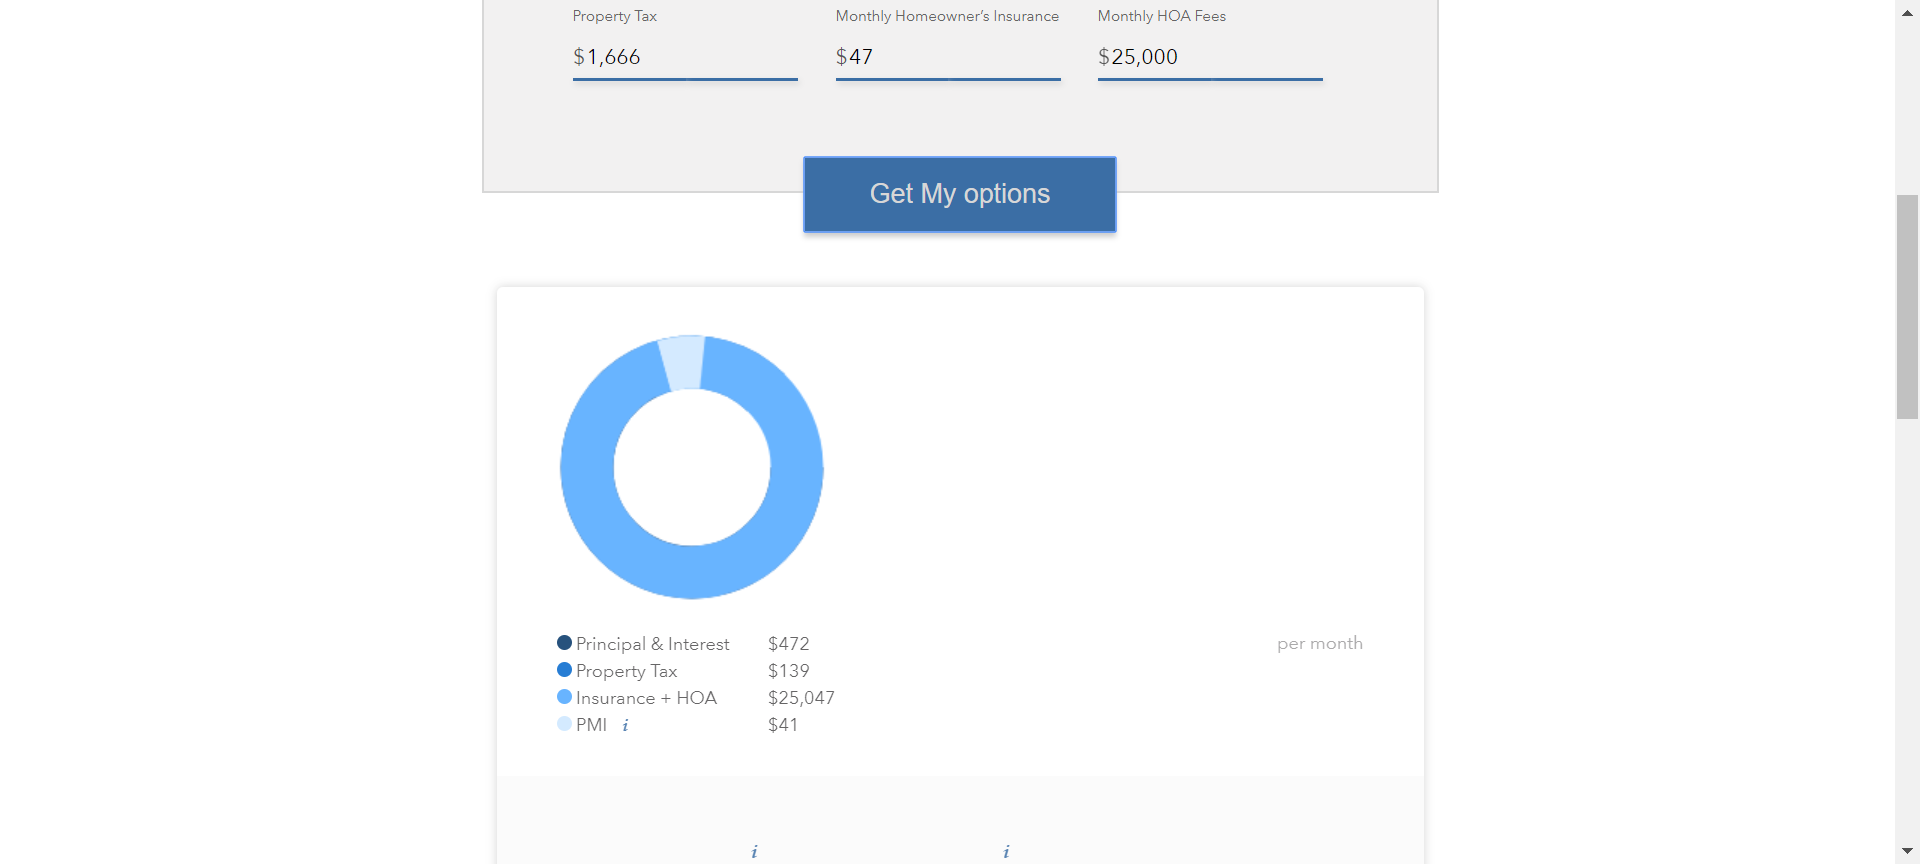 Property Tax
Monthly Homeowner’s Insurance
Monthly HOA Fees
$1,666
$47
$25,000
Get My options
Principal & Interest $472
per month
Property Tax $139
Insurance + HOA $25,047
PMI i $41
i
i